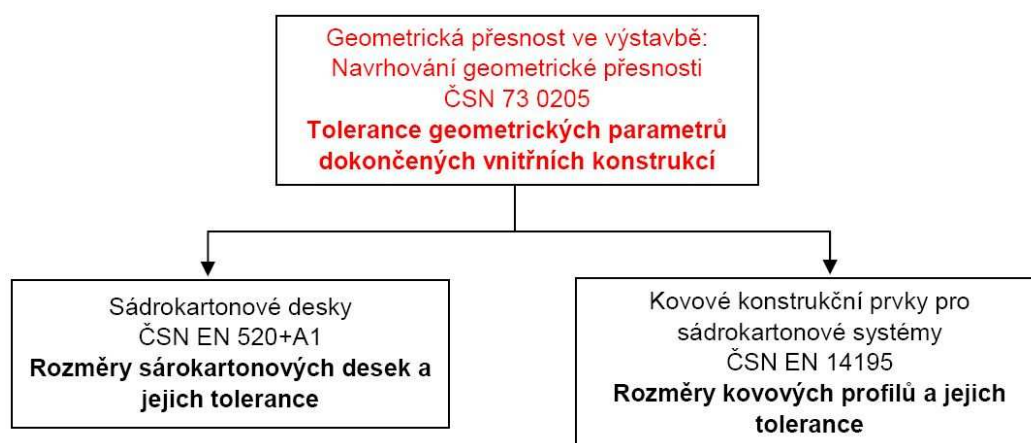 Geometrická přesnost ve výstavbě:
Navrhování geometrické přesnosti
ČSN 73 0205
Tolerance geometrických parametrů
dokončených vnitřních konstrukcí
Sádrokartonové desky
ČSN EN 520+A1
Rozměry sárokartonových desek a
jejich tolerance
Kovové konstrukční prvky pro
sádrokartonové systémy
ČSN EN 14195
Rozměry kovových profilů a jejich
tolerance